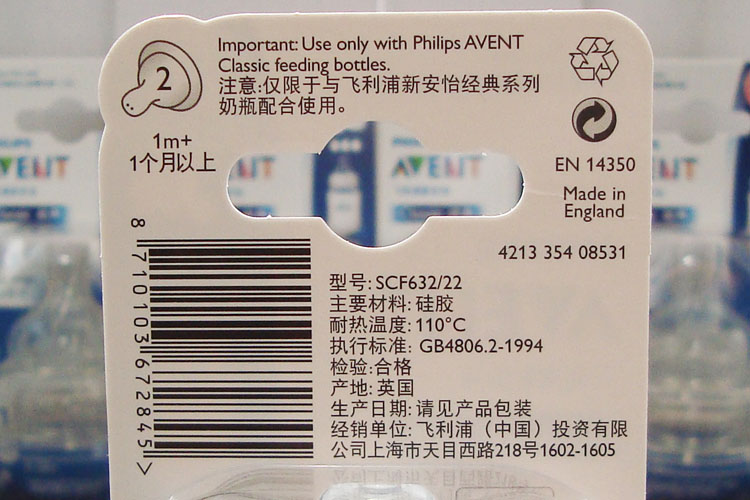 2
Important: Use only with Philips AVENT
Classic feeding bottles.
注意:仅限于与飞利浦新安怡经典系列
奶瓶配合使用。
1m+
1个月以上
EN 14350
Made in
England
4213 354 08531
8 710103 672845 >
型号: SCF632/22
主要材料: 硅胶
耐热温度: 110°C
执行标准: GB4806.2-1994
检验:合格
产地: 英国
生产日期: 请见产品包装
经销单位: 飞利浦（中国）投资有限
公司上海市天目西路218号1602-1605
AVENT
AVENT
AVENT